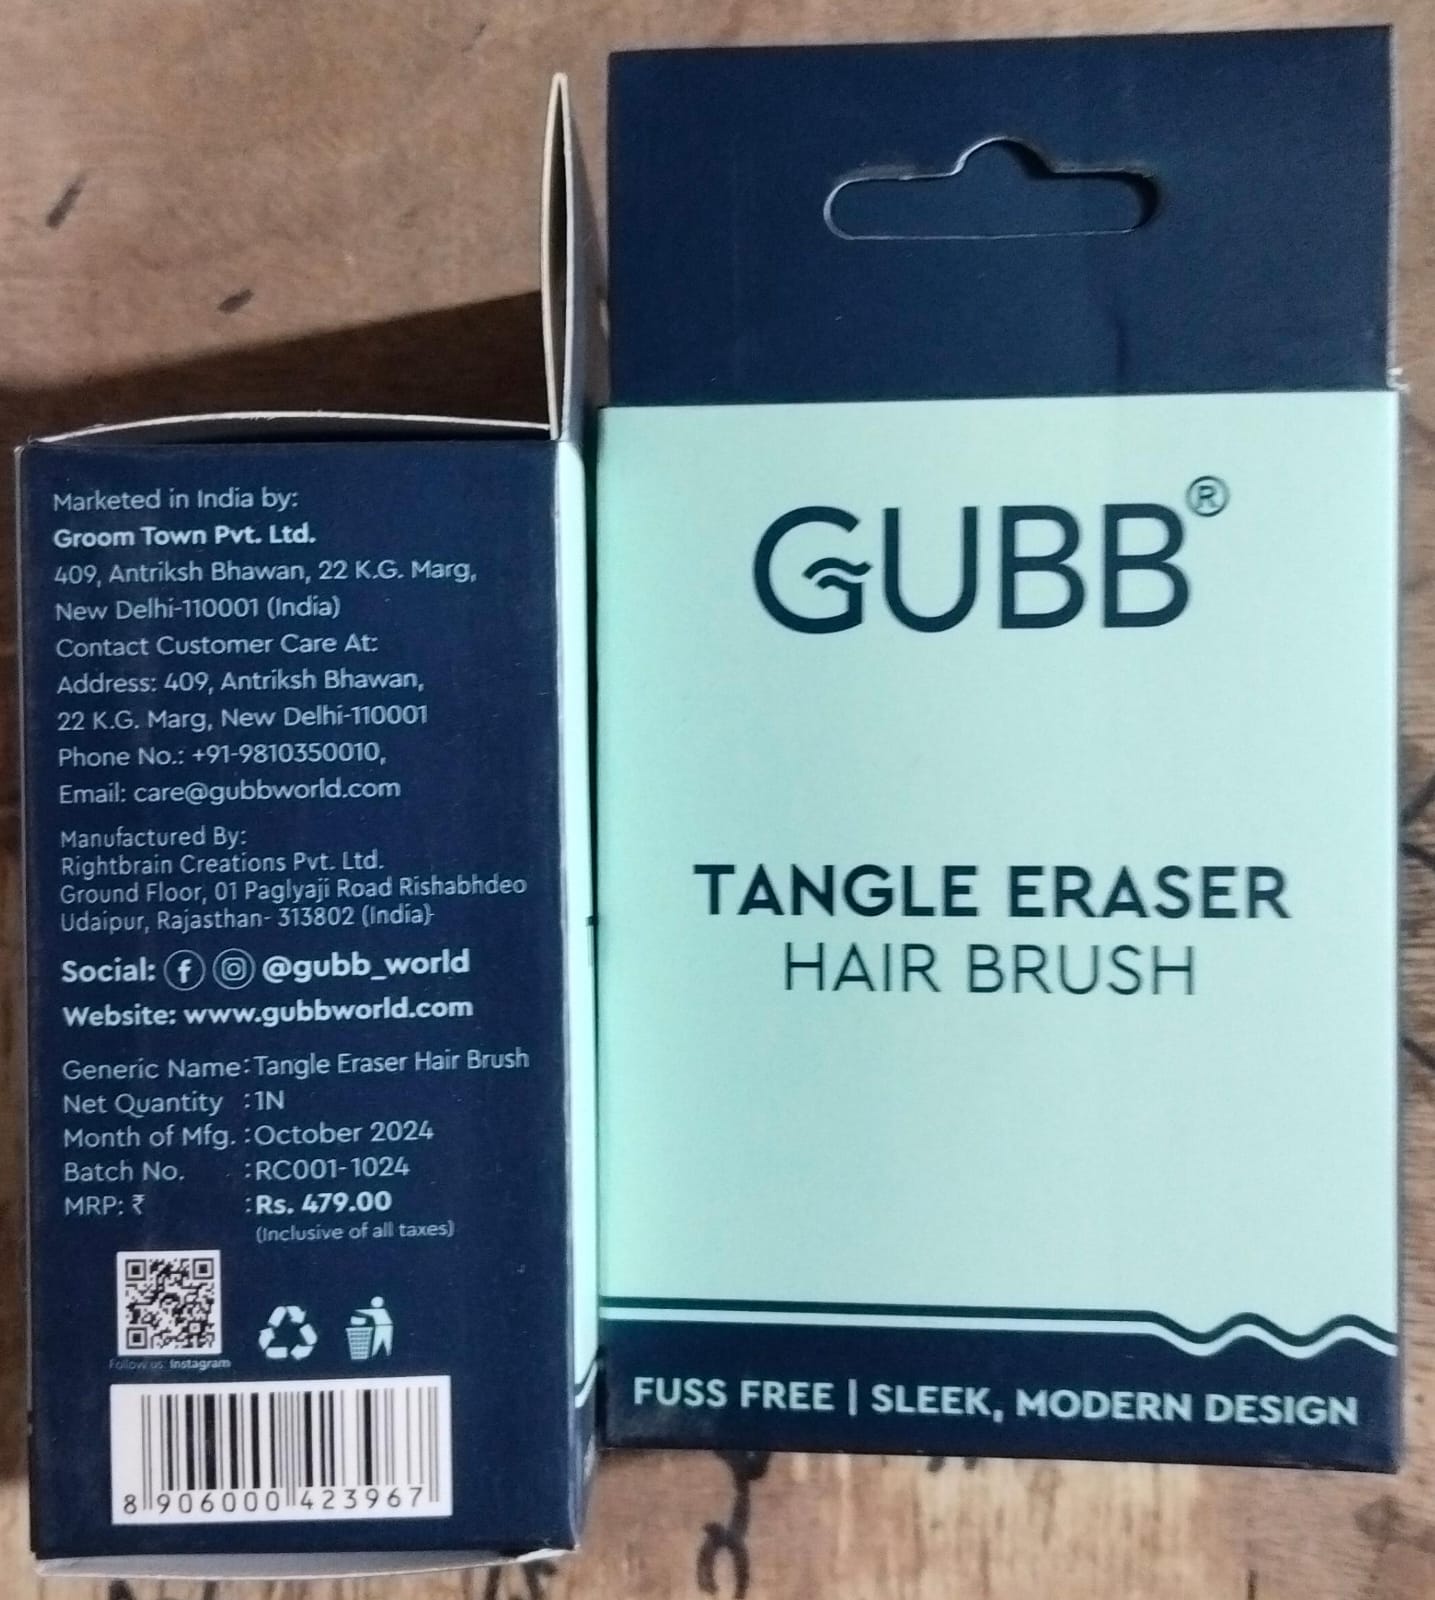 Marketed in India by:
Groom Town Pvt. Ltd.
409, Antriksh Bhawan, 22 K.G. Marg,
New Delhi-110001 (India)
Contact Customer Care At:
Address: 409, Antriksh Bhawan,
22 K.G. Marg, New Delhi-110001
Phone No.: +91-9810350010,
Email: care@gubbworld.com
Manufactured By:
Rightbrain Creations Pvt. Ltd.
Ground Floor, 01 Paglyaji Road Rishabhdeo
Udaipur, Rajasthan- 313802 (India)
Social: @gubb_world
Website: www.gubbworld.com
Generic Name: Tangle Eraser Hair Brush
Net Quantity : 1N
Month of Mfg. : October 2024
Batch No. : RC001-1024
MRP: ₹ : Rs. 479.00
(Inclusive of all taxes)
Follow us: Instagram
8 906000 423967
GUBB®
TANGLE ERASER
HAIR BRUSH
FUSS FREE | SLEEK, MODERN DESIGN